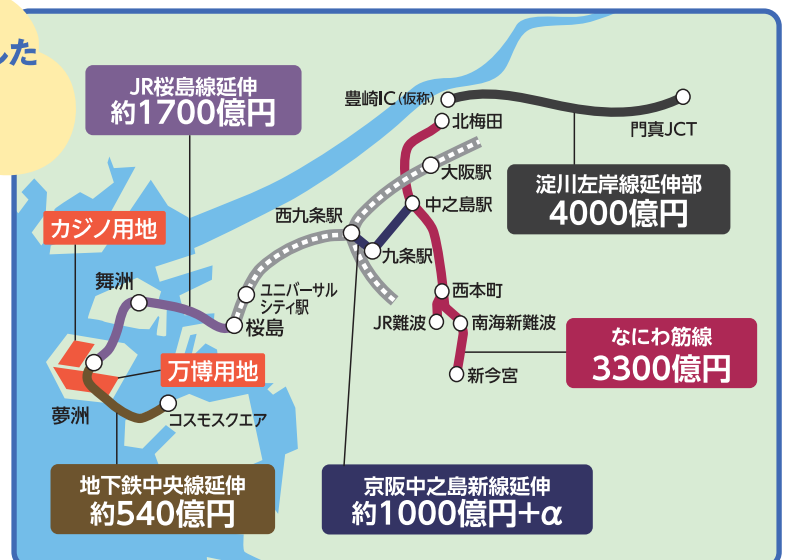 した
JR桜島線延伸
約1700億円
豊崎IC(仮称)
北梅田
門真JCT
大阪駅
淀川左岸線延伸部
4000億円
中之島駅
西九条駅
カジノ用地
九条駅
舞洲
ユニバーサル
シティ駅
西本町
桜島
JR難波
南海新難波
なにわ筋線
3300億円
万博用地
新今宮
夢洲
コスモスクエア
地下鉄中央線延伸
約540億円
京阪中之島新線延伸
約1000億円+α